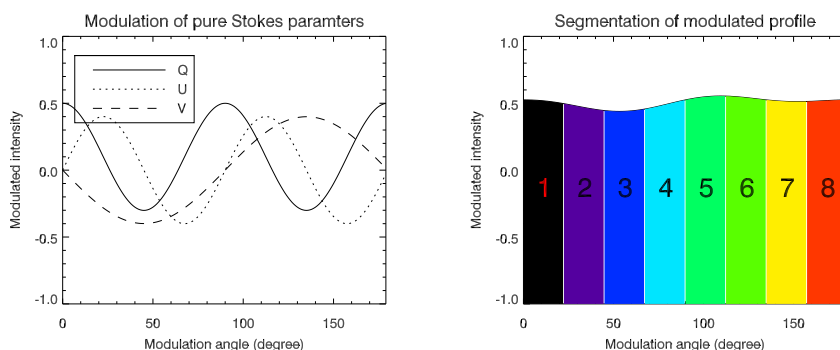 Modulation of pure Stokes paramters
1.0
0.5
0.0
-0.5
-1.0
Modulated intensity
Q
U
V
0
50
100
150
Modulation angle (degree)
Segmentation of modulated profile
1.0
0.5
0.0
-0.5
-1.0
Modulated intensity
1 2 3 4 5 6 7 8
0
50
100
150
Modulation angle (degree)